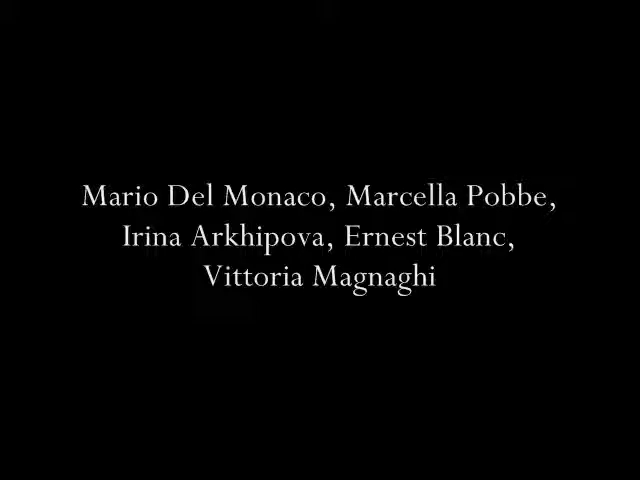 Mario Del Monaco, Marcella Pobbe,
Irina Arkhipova, Ernest Blanc,
Vittoria Magnaghi